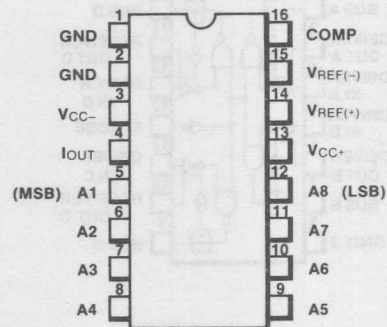 1 16
GND COMP
2 15
GND VREF(−)
3 14
VCC− VREF(+)
4 13
IOUT VCC+
5 12
(MSB) A1 A8 (LSB)
6 11
A2 A7
7 10
A3 A6
8 9
A4 A5